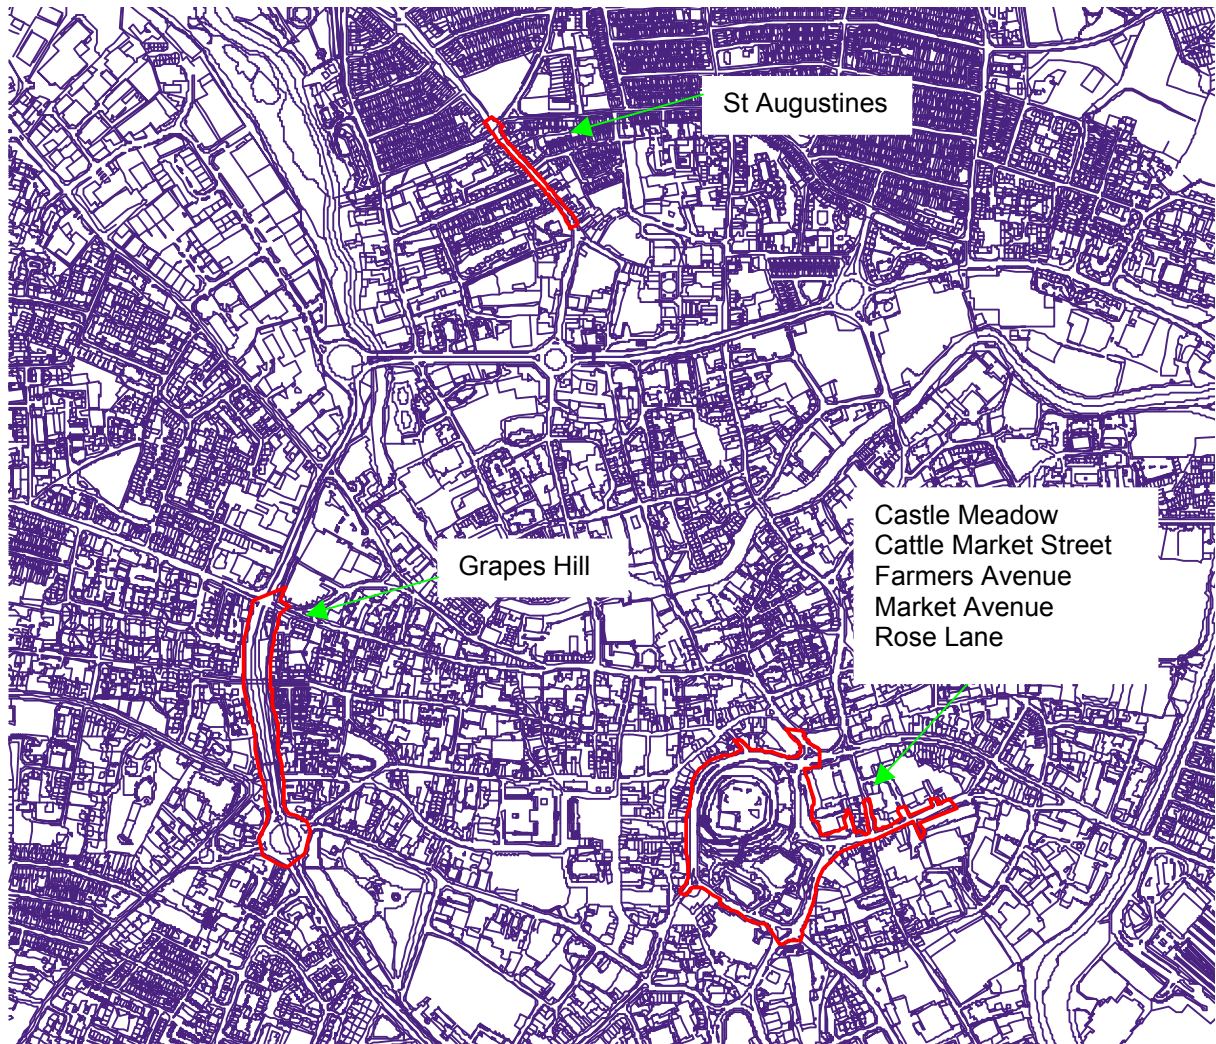 St Augustines
Grapes Hill
Castle Meadow
Cattle Market Street
Farmers Avenue
Market Avenue
Rose Lane